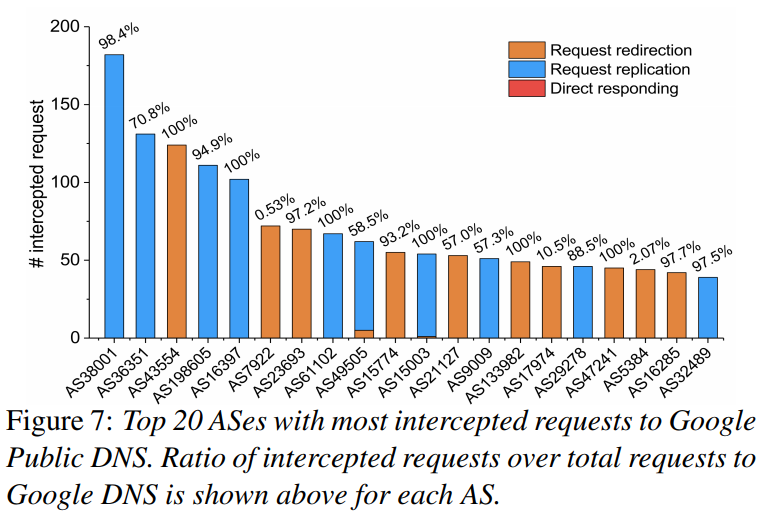 200
150
100
50
0
# intercepted request
Request redirection
Request replication
Direct responding
98.4%
70.8%
100%
94.9%
100%
0.53%
97.2%
100%
58.5%
93.2%
100%
57.0%
57.3%
100%
10.5%
88.5%
100%
2.07%
97.7%
97.5%
AS38001
AS36351
AS43554
AS198605
AS16397
AS7922
AS23693
AS61102
AS49505
AS15774
AS15003
AS21127
AS9009
AS133982
AS17974
AS29278
AS47241
AS5384
AS16285
AS32489
Figure 7: Top 20 ASes with most intercepted requests to Google
Public DNS. Ratio of intercepted requests over total requests to
Google DNS is shown above for each AS.